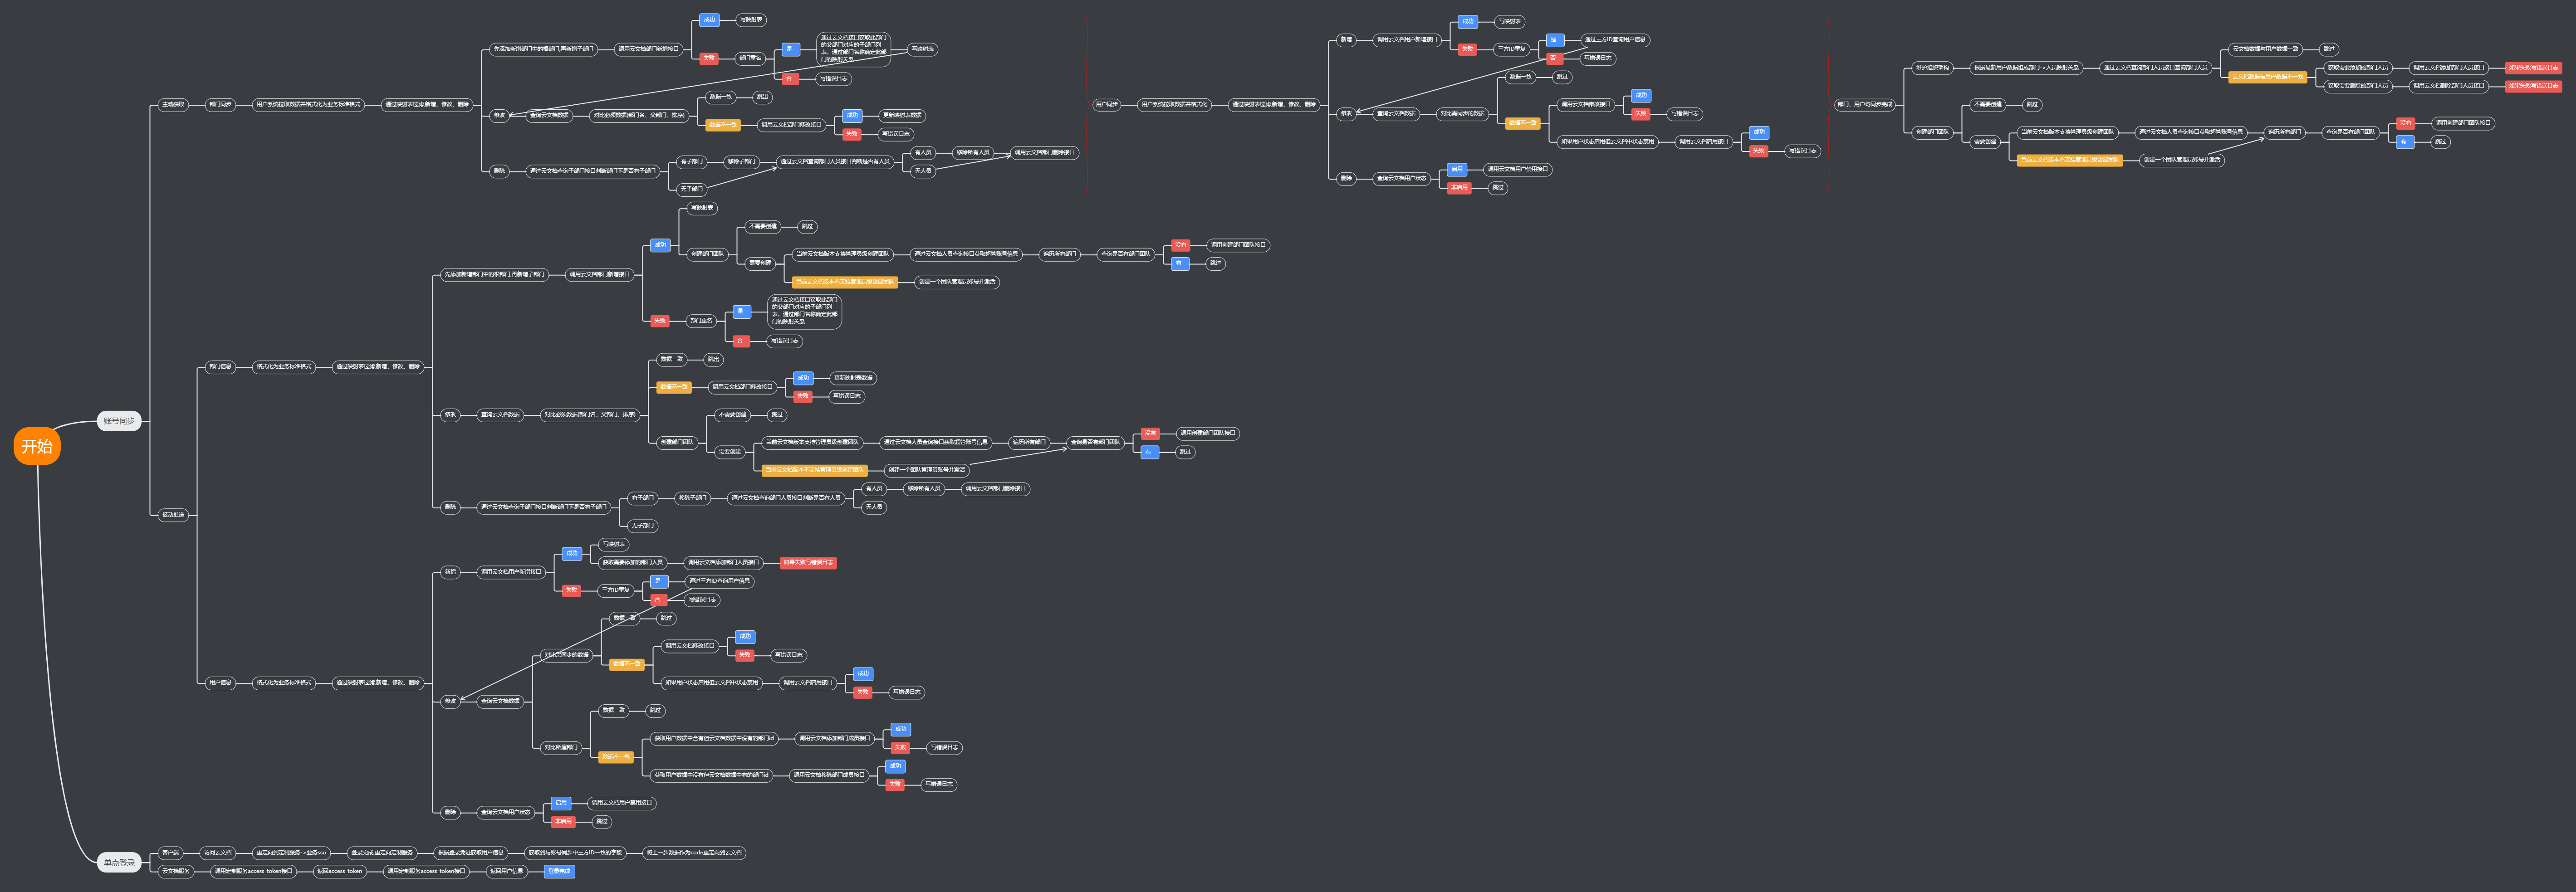 开始
账号同步
主动获取
部门同步
用户系统拉取数据并格式化为业务标准格式
通过映射表过滤,新增、修改、删除
先添加新增部门中的根部门,再新增子部门
调用云文档部门新增接口
成功
写映射表
失败
部门重名
是
通过云文档接口获取此部门
的父部门对应的子部门列
表，通过部门名称确定此部
门的映射关系
写映射表
否
写错误日志
修改
查询云文档数据
对比必须数据(部门名、父部门、排序)
数据一致
跳出
数据不一致
调用云文档部门修改接口
成功
更新映射表数据
失败
写错误日志
删除
通过云文档查询子部门接口判断部门下是否有子部门
有子部门
移除子部门
通过云文档查询部门人员接口判断是否有人员
有人员
移除所有人员
调用云文档部门删除接口
无人员
无子部门
用户同步
用户系统拉取数据并格式化
通过映射表过滤,新增、修改、删除
新增
调用云文档用户新增接口
成功
写映射表
失败
三方ID重复
是
通过三方ID查询用户信息
否
写错误日志
修改
查询云文档数据
对比需同步的数据
数据一致
跳过
数据不一致
调用云文档修改接口
成功
失败
写错误日志
如果用户状态启用但云文档中状态禁用
调用云文档启用接口
成功
失败
写错误日志
删除
查询云文档用户状态
启用
调用云文档用户禁用接口
非启用
跳过
部门、用户均同步完成
维护组织架构
根据最新用户数据组成部门->人员映射关系
通过云文档查询部门人员接口查询部门人员
云文档数据与用户数据一致
跳过
云文档数据与用户数据不一致
获取需要添加的部门人员
调用云文档添加部门人员接口
如果失败写错误日志
获取需要删除的部门人员
调用云文档删除部门人员接口
如果失败写错误日志
创建部门团队
不需要创建
跳过
需要创建
当前云文档版本支持管理员级创建团队
通过云文档人员查询接口获取超管账号信息
遍历所有部门
查询是否有部门团队
没有
调用创建部门团队接口
有
跳过
当前云文档版本不支持管理员级创建团队
创建一个团队管理员账号并激活
被动推送
部门信息
格式化为业务标准格式
通过映射表过滤,新增、修改、删除
先添加新增部门中的根部门,再新增子部门
调用云文档部门新增接口
成功
写映射表
创建部门团队
不需要创建
跳过
需要创建
当前云文档版本支持管理员级创建团队
通过云文档人员查询接口获取超管账号信息
遍历所有部门
查询是否有部门团队
没有
调用创建部门团队接口
有
跳过
当前云文档版本不支持管理员级创建团队
创建一个团队管理员账号并激活
失败
部门重名
是
通过云文档接口获取此部门
的父部门对应的子部门列
表，通过部门名称确定此部
门的映射关系
否
写错误日志
修改
查询云文档数据
对比必须数据(部门名、父部门、排序)
数据一致
跳出
数据不一致
调用云文档部门修改接口
成功
更新映射表数据
失败
写错误日志
创建部门团队
不需要创建
跳过
需要创建
当前云文档版本支持管理员级创建团队
通过云文档人员查询接口获取超管账号信息
遍历所有部门
查询是否有部门团队
没有
调用创建部门团队接口
有
跳过
当前云文档版本不支持管理员级创建团队
创建一个团队管理员账号并激活
删除
通过云文档查询子部门接口判断部门下是否有子部门
有子部门
移除子部门
通过云文档查询部门人员接口判断是否有人员
有人员
移除所有人员
调用云文档部门删除接口
无人员
无子部门
用户信息
格式化为业务标准格式
通过映射表过滤,新增、修改、删除
新增
调用云文档用户新增接口
成功
写映射表
获取需要添加的部门人员
调用云文档添加部门人员接口
如果失败写错误日志
失败
三方ID重复
是
通过三方ID查询用户信息
否
写错误日志
修改
查询云文档数据
对比需同步的数据
数据一致
跳过
数据不一致
调用云文档修改接口
成功
失败
写错误日志
如果用户状态启用但云文档中状态禁用
调用云文档启用接口
成功
失败
写错误日志
对比所属部门
数据一致
跳过
数据不一致
获取用户数据中含有但云文档数据中没有的部门id
调用云文档添加部门成员接口
成功
失败
写错误日志
获取用户数据中没有但云文档数据中有的部门id
调用云文档移除部门成员接口
成功
失败
写错误日志
删除
查询云文档用户状态
启用
调用云文档用户禁用接口
非启用
跳过
单点登录
客户端
访问云文档
重定向到定制服务->业务sso
登录完成,重定向定制服务
根据登录凭证获取用户信息
获取到与账号同步中三方ID一致的字段
将上一步数据作为code重定向到云文档
云文档服务
调用定制服务access_token接口
返回access_token
调用定制服务access_token接口
返回用户信息
登录完成